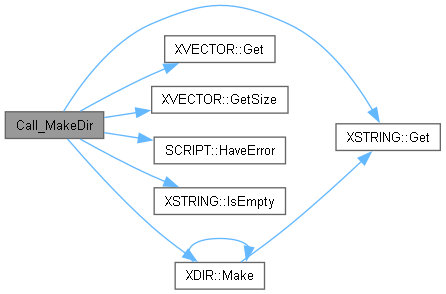 Call_MakeDir
XVECTOR::Get
XVECTOR::GetSize
SCRIPT::HaveError
XSTRING::IsEmpty
XDIR::Make
XSTRING::Get